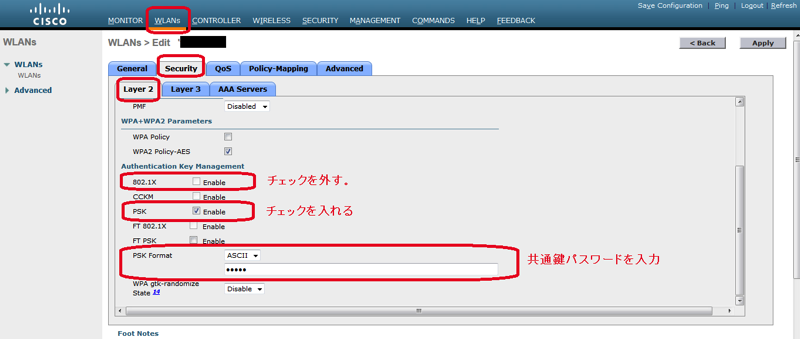 Save Configuration | Ping | Logout | Refresh
CISCO
MONITOR WLANs CONTROLLER WIRELESS SECURITY MANAGEMENT COMMANDS HELP FEEDBACK
WLANs
WLANs > Edit '
< Back
Apply
WLANs
WLANs
Advanced
General Security QoS Policy-Mapping Advanced
Layer 2 Layer 3 AAA Servers
PMF Disabled
WPA+WPA2 Parameters
WPA Policy
WPA2 Policy-AES
Authentication Key Management
802.1X Enable チェックを外す。
CCKM Enable
PSK Enable チェックを入れる
FT 802.1X Enable
FT PSK Enable
PSK Format ASCII
•••••
共通鍵パスワードを入力
WPA gtk-randomize
State 14 Disable
Foot Notes